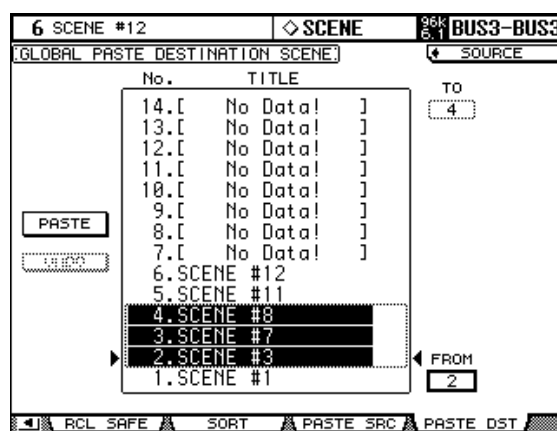 6 SCENE #12 ◇ SCENE 96k 6.1 BUS3-BUS3
GLOBAL PASTE DESTINATION SCENE SOURCE
No. TITLE
TO
4
14.[ No Data! ]
13.[ No Data! ]
12.[ No Data! ]
11.[ No Data! ]
10.[ No Data! ]
9.[ No Data! ]
8.[ No Data! ]
7.[ No Data! ]
6.SCENE #12
5.SCENE #11
4.SCENE #8
3.SCENE #7
2.SCENE #3
1.SCENE #1
PASTE
UNDO
FROM
2
RCL SAFE SORT PASTE SRC PASTE DST